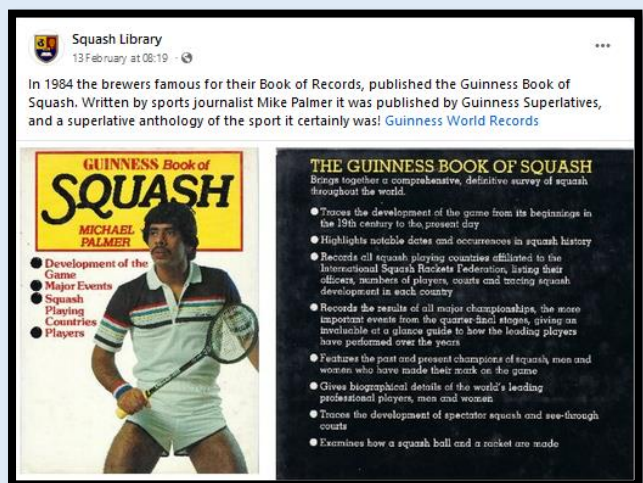 Squash Library
13 February at 08:19
In 1984 the brewers famous for their Book of Records, published the Guinness Book of
Squash. Written by sports journalist Mike Palmer it was published by Guinness Superlatives,
and a superlative anthology of the sport it certainly was! Guinness World Records
GUINNESS Book of
SQUASH
MICHAEL
PALMER
● Development of the
Game
● Major Events
● Squash
Playing
Countries
● Players
THE GUINNESS BOOK OF SQUASH
Brings together a comprehensive, definitive survey of squash
throughout the world.
● Traces the development of the game from its beginnings in
the 19th century to the present day
● Highlights notable dates and occurrences in squash history
● Records all squash playing countries affiliated to the
International Squash Rackets Federation, listing their
officers, numbers of players, courts and tracing squash
development in each country
● Records the results of all major championships, the more
important events from the quarter-final stages, giving an
invaluable at a glance guide to how the leading players
have performed over the years
● Features the past and present champions of squash, men and
women who have made their mark on the game
● Gives biographical details of the world's leading
professional players, men and women
● Traces the development of spectator squash and see-through
courts
● Examines how a squash ball and a racket are made